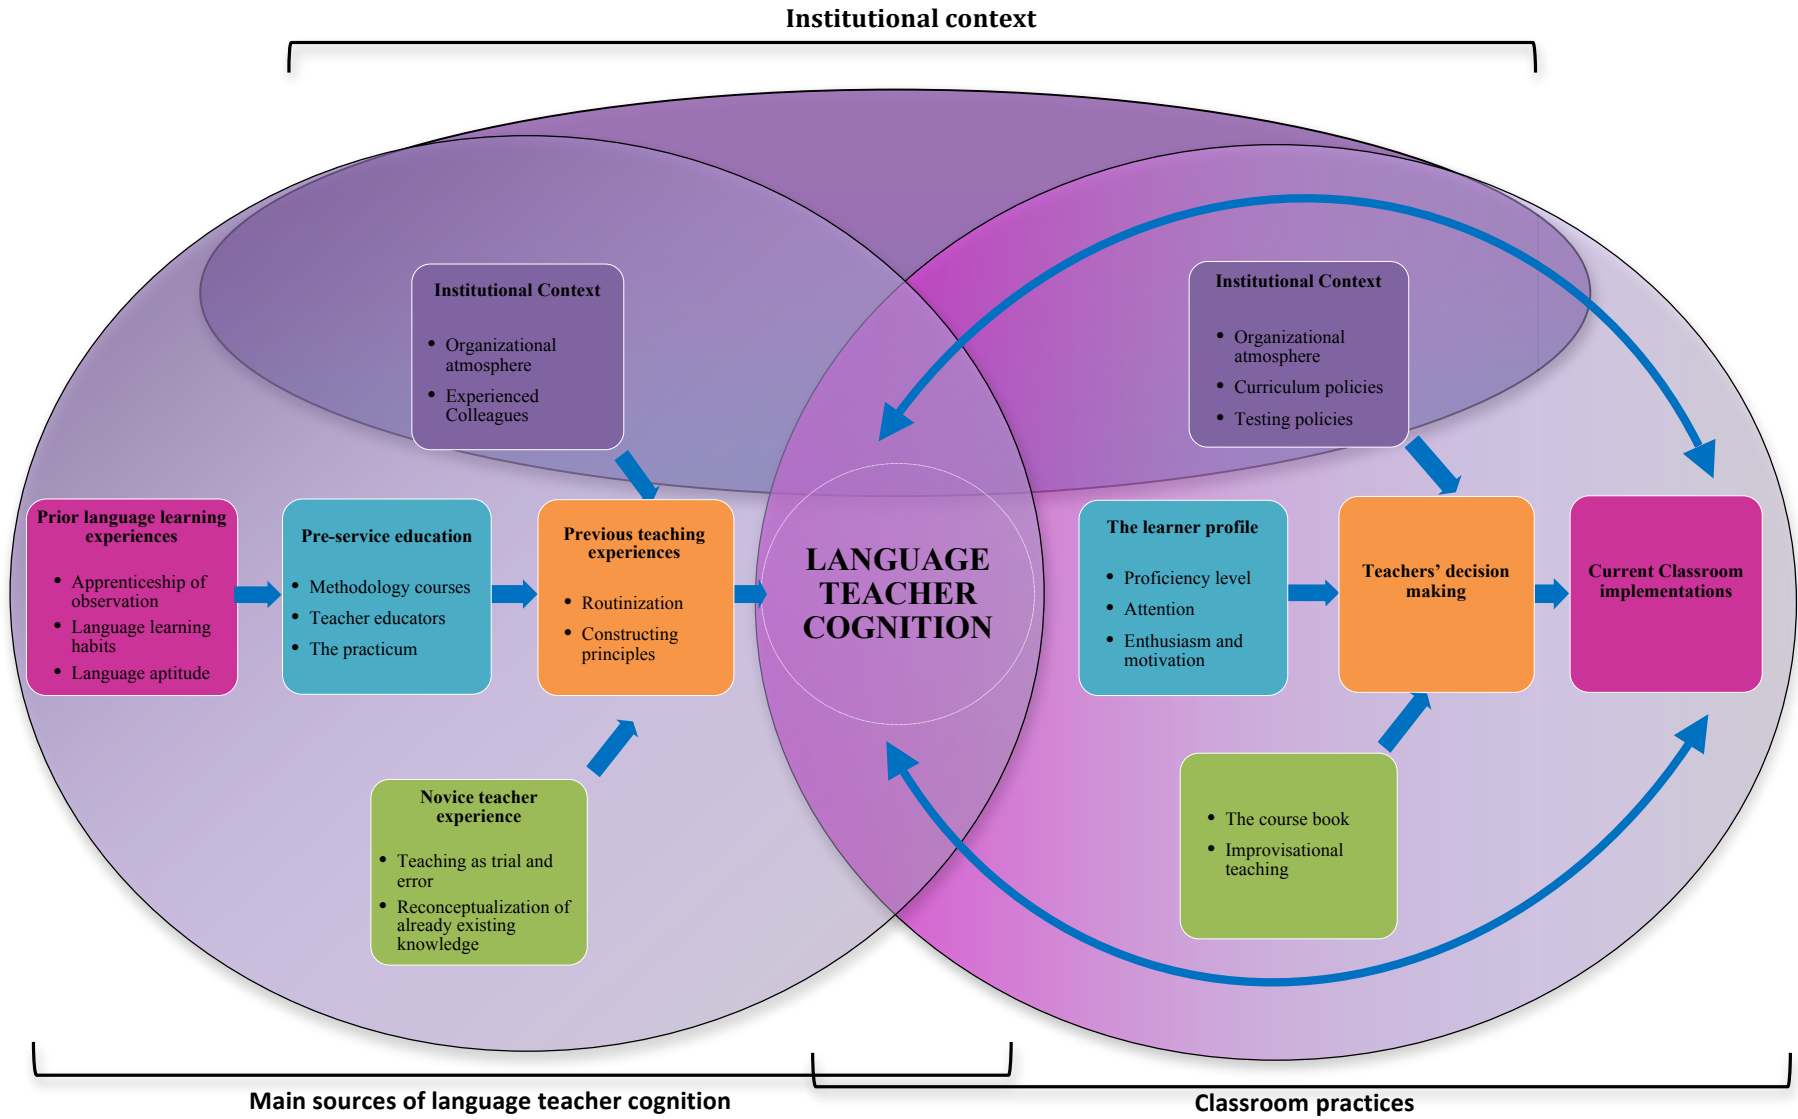 Institutional context
Institutional Context
• Organizational
atmosphere
• Experienced
Colleagues
Institutional Context
• Organizational
atmosphere
• Curriculum policies
• Testing policies
Prior language learning
experiences
• Apprenticeship of
observation
• Language learning
habits
• Language aptitude
Pre-service education
• Methodology courses
• Teacher educators
• The practicum
Previous teaching
experiences
• Routinization
• Constructing
principles
LANGUAGE
TEACHER
COGNITION
The learner profile
• Proficiency level
• Attention
• Enthusiasm and
motivation
Teachers’ decision
making
Current Classroom
implementations
Novice teacher
experience
• Teaching as trial and
error
• Reconceptualization of
already existing
knowledge
• The course book
• Improvisational
teaching
Main sources of language teacher cognition
Classroom practices